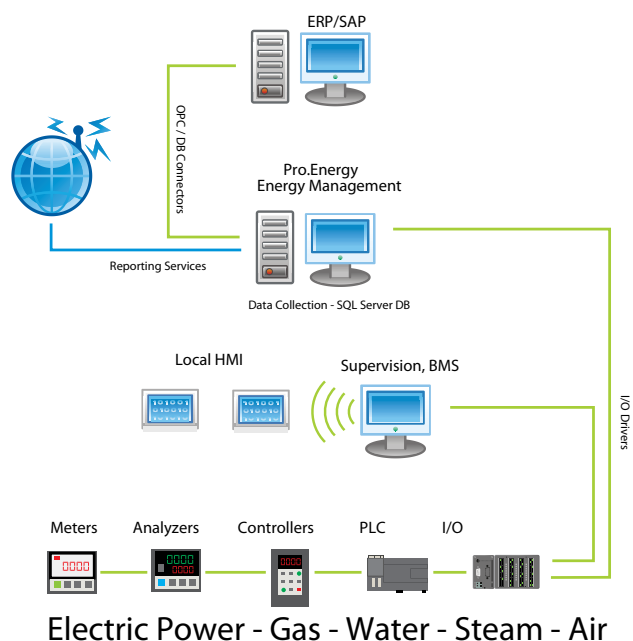 ERP/SAP
OPC / DB Connectors
Pro.Energy
Energy Management
Reporting Services
Data Collection - SQL Server DB
Local HMI
Supervision, BMS
I/O Drivers
Meters
Analyzers
Controllers
PLC
I/O
Electric Power - Gas - Water - Steam - Air